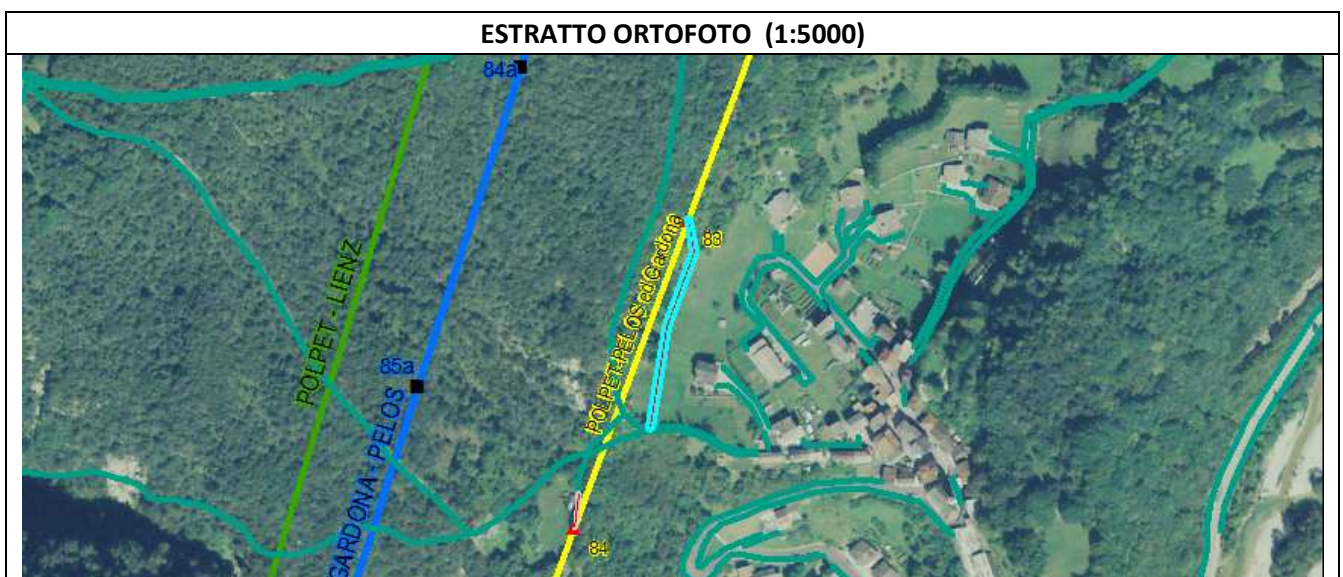 ESTRATTO ORTOFOTO (1:5000)
84a
83
POLPET-PELOS cd Gardona
POLPET - LIENZ
85a
GARDONA - PELOS
84